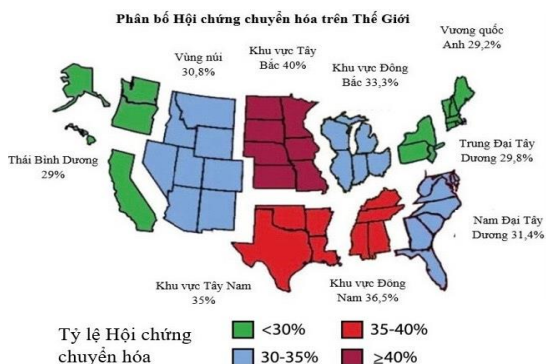 Phân bố Hội chứng chuyển hóa trên Thế Giới
Vương quốc
Anh 29,2%
Vùng núi
30,8%
Khu vực Tây
Bắc 40%
Khu vực Đông
Bắc 33,3%
Thái Bình Dương
29%
Trung Đại Tây
Dương 29,8%
Nam Đại Tây
Dương 31,4%
Khu vực Tây Nam
35%
Khu vực Đông
Nam 36,5%
Tỷ lệ Hội chứng
chuyển hóa
<30%
35-40%
30-35%
≥40%